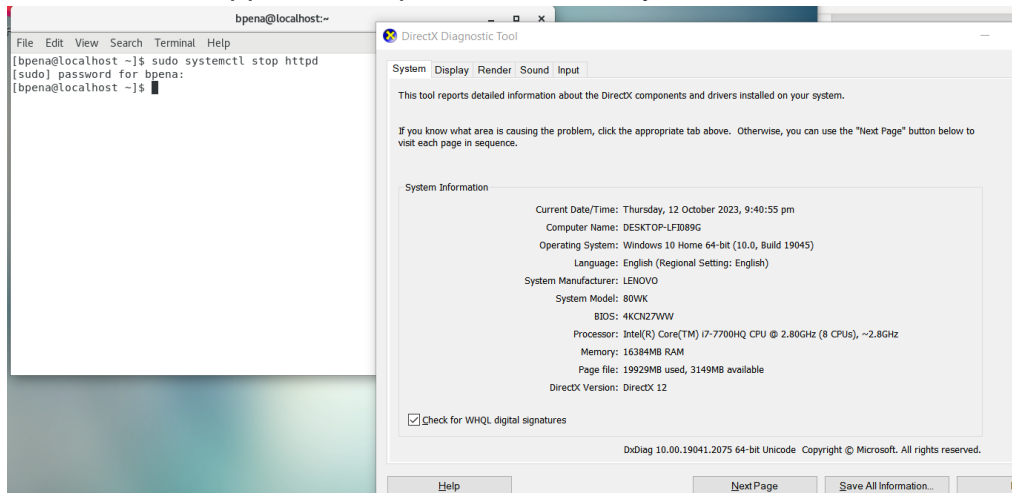 bpena@localhost:~
File Edit View Search Terminal Help
[bpena@localhost ~]$ sudo systemctl stop httpd
[sudo] password for bpena:
[bpena@localhost ~]$
DirectX Diagnostic Tool
System Display Render Sound Input
This tool reports detailed information about the DirectX components and drivers installed on your system.
If you know what area is causing the problem, click the appropriate tab above. Otherwise, you can use the "Next Page" button below to
visit each page in sequence.
System Information
Current Date/Time: Thursday, 12 October 2023, 9:40:55 pm
Computer Name: DESKTOP-LFI089G
Operating System: Windows 10 Home 64-bit (10.0, Build 19045)
Language: English (Regional Setting: English)
System Manufacturer: LENOVO
System Model: 80WK
BIOS: 4KCN27WW
Processor: Intel(R) Core(TM) i7-7700HQ CPU @ 2.80GHz (8 CPUs), ~2.8GHz
Memory: 16384MB RAM
Page file: 19929MB used, 3149MB available
DirectX Version: DirectX 12
Check for WHQL digital signatures
DxDiag 10.00.19041.2075 64-bit Unicode Copyright © Microsoft. All rights reserved.
Help Next Page Save All Information...